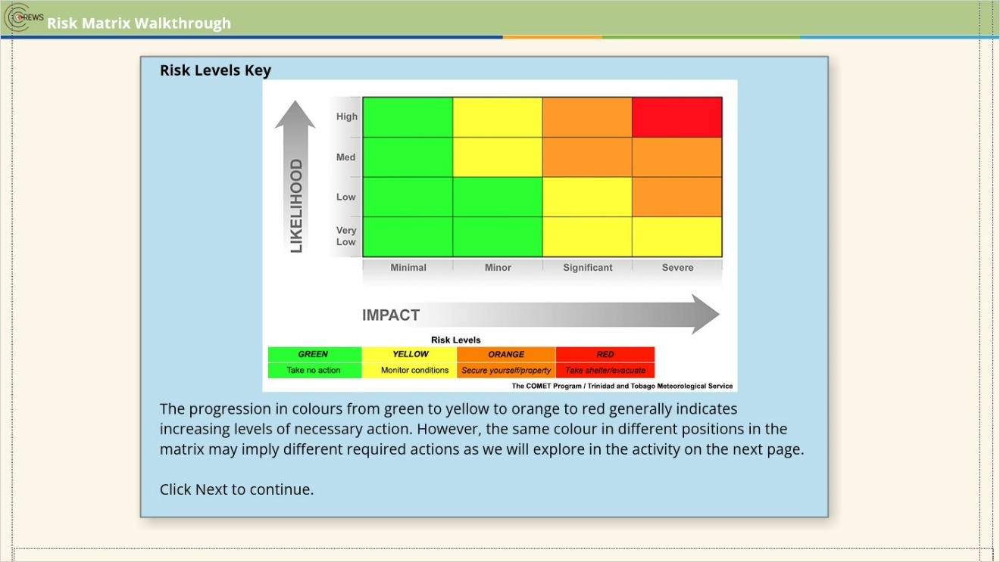 CREWS
Risk Matrix Walkthrough
Risk Levels Key
LIKELIHOOD
High
Med
Low
Very
Low
Minimal Minor Significant Severe
IMPACT
Risk Levels
GREEN YELLOW ORANGE RED
Take no action Monitor conditions Secure yourself/property Take shelter/evacuate
The COMET Program / Trinidad and Tobago Meteorological Service
The progression in colours from green to yellow to orange to red generally indicates
increasing levels of necessary action. However, the same colour in different positions in the
matrix may imply different required actions as we will explore in the activity on the next page.
Click Next to continue.